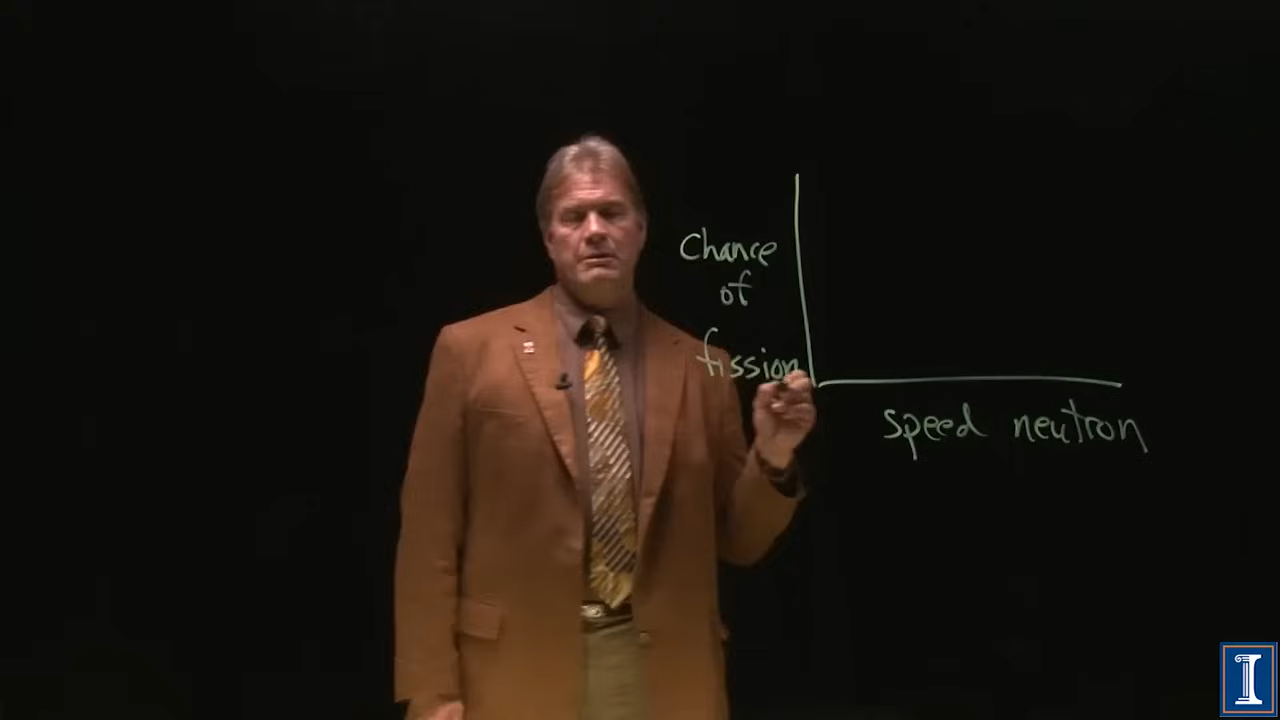 Chance
of
fission
speed neutron
I